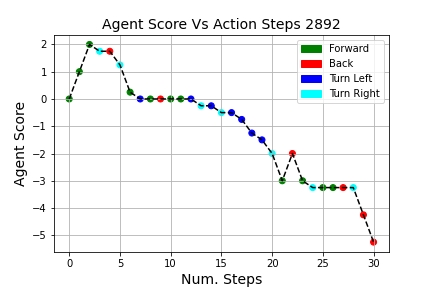 Agent Score Vs Action Steps 2892
Agent Score
2
1
0
−1
−2
−3
−4
−5
Forward
Back
Turn Left
Turn Right
0 5 10 15 20 25 30
Num. Steps